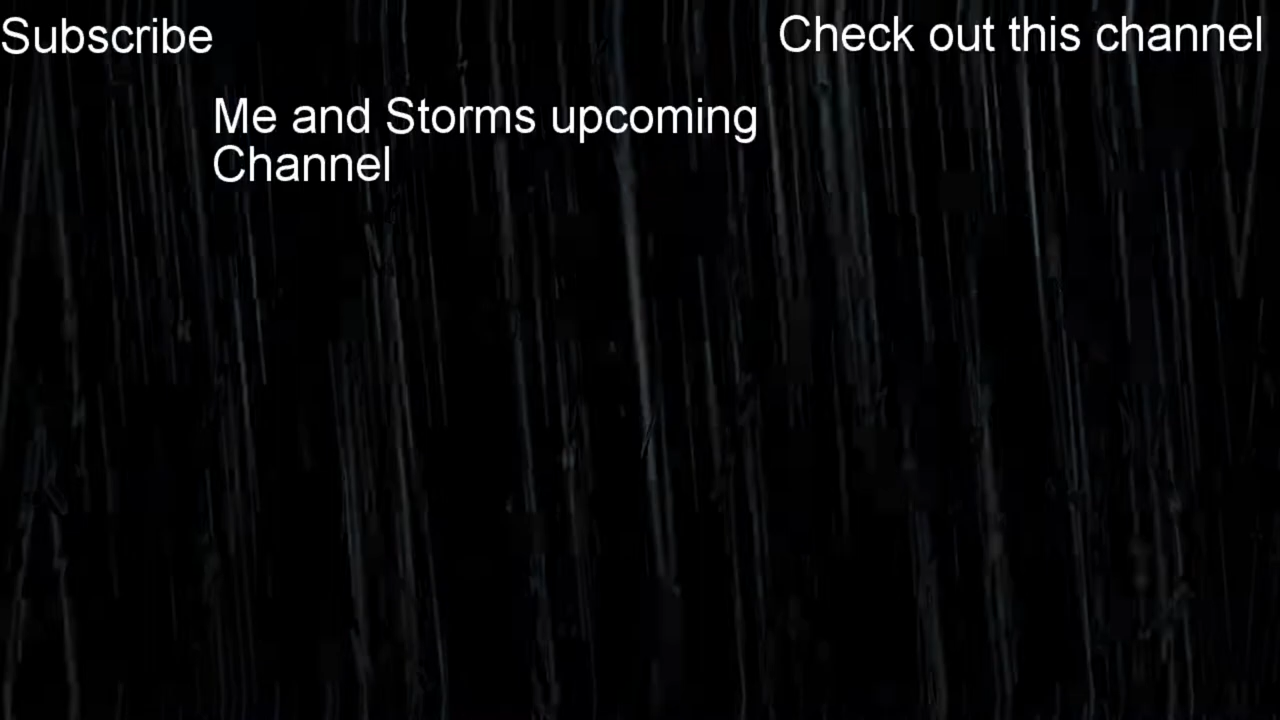 Subscribe
Check out this channel
Me and Storms upcoming
Channel